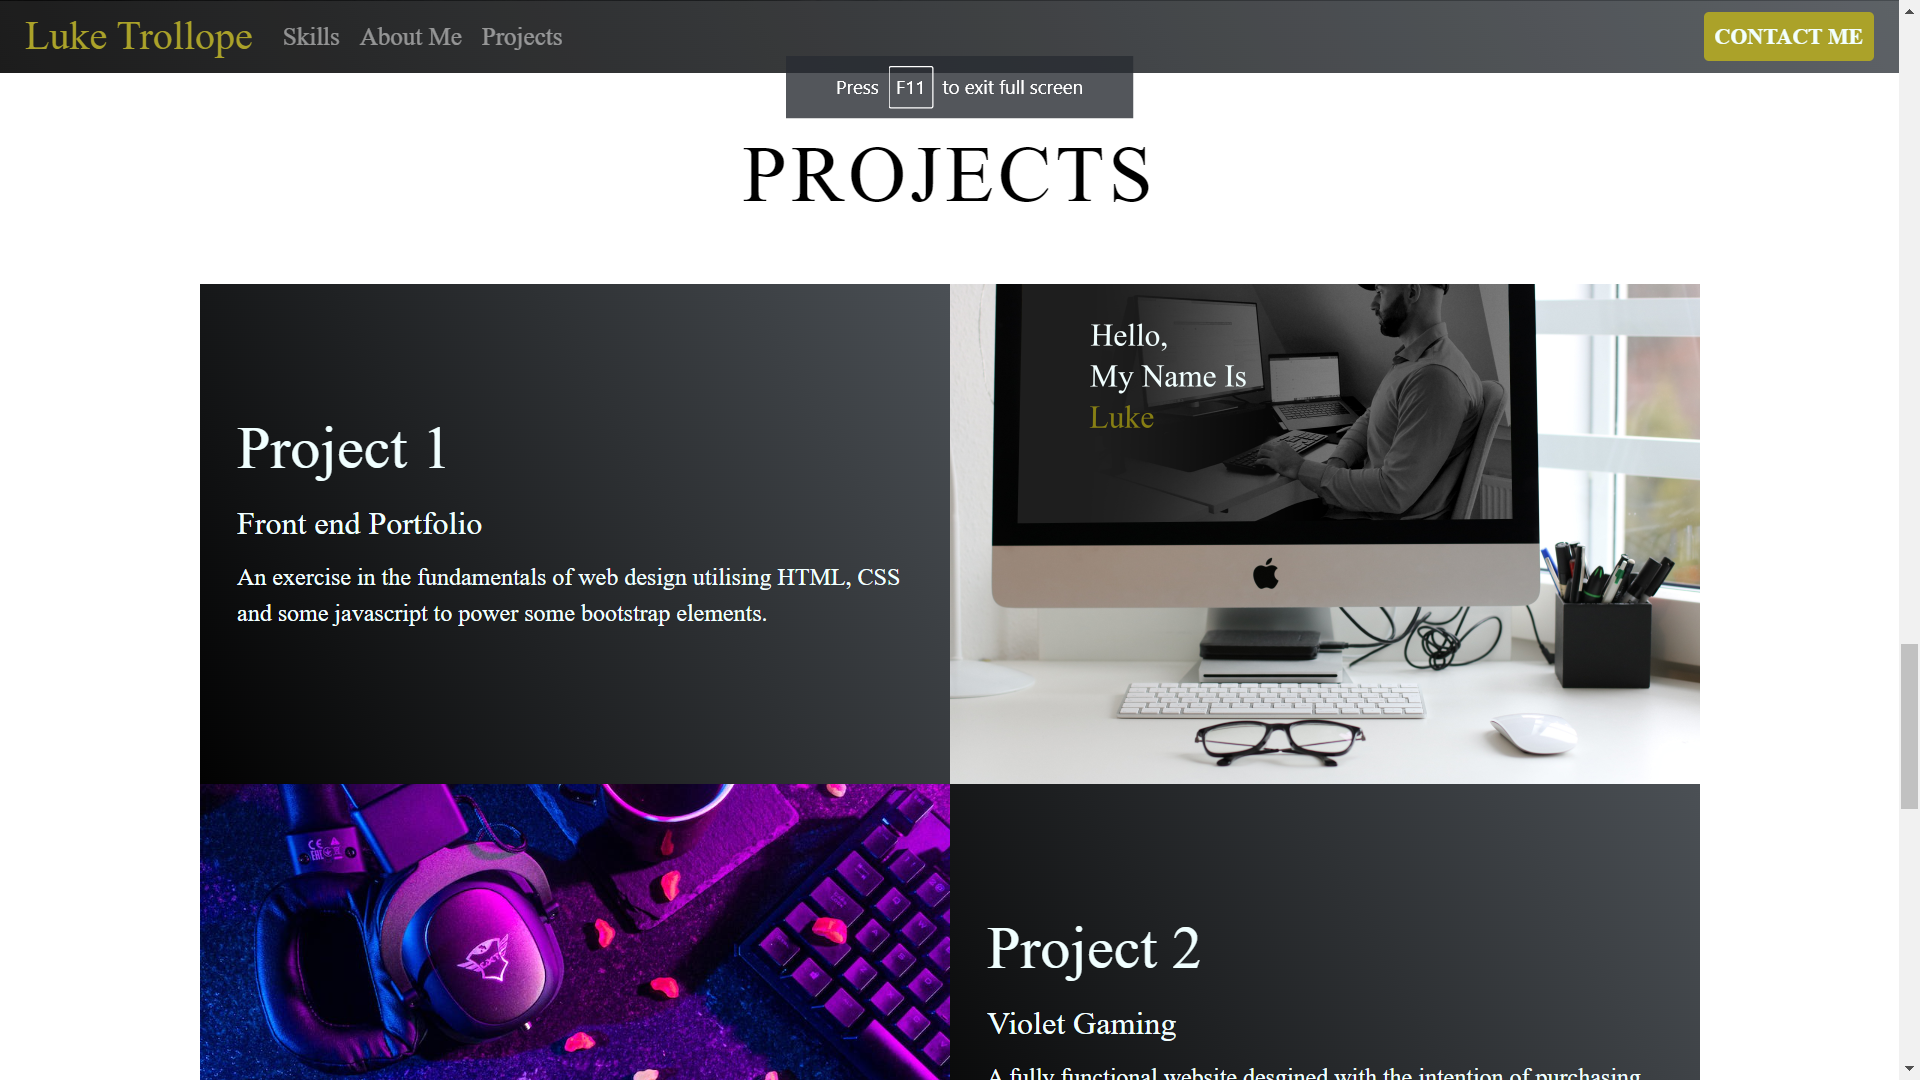 Luke Trollope Skills About Me Projects CONTACT ME
Press F11 to exit full screen
PROJECTS
Project 1
Front end Portfolio
An exercise in the fundamentals of web design utilising HTML, CSS
and some javascript to power some bootstrap elements.
Hello,
My Name Is
Luke
Project 2
Violet Gaming
A fully functional website desgined with the intention of purchasing